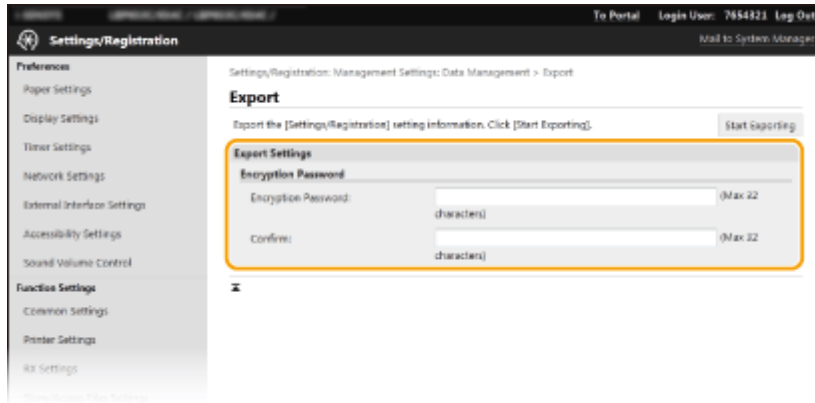 To Portal Login User: 7654321 Log Out
Settings/Registration
Mail to System Manager
Preferences
Paper Settings
Display Settings
Timer Settings
Network Settings
External Interface Settings
Accessibility Settings
Sound Volume Control
Function Settings
Common Settings
Printer Settings
RX Settings
Settings/Registration: Management Settings: Data Management > Export
Export
Export the [Settings/Registration] setting information. Click [Start Exporting].
Start Exporting
Export Settings
Encryption Password
Encryption Password:
(Max 32
characters)
Confirm:
(Max 32
characters)